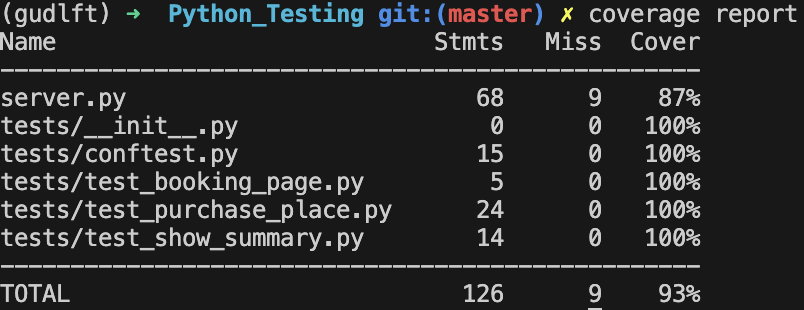 (gudlft) ➜  Python_Testing git:(master) ✗ coverage report
Name                           Stmts   Miss  Cover
--------------------------------------------------
server.py                         68      9    87%
tests/__init__.py                  0      0   100%
tests/conftest.py                 15      0   100%
tests/test_booking_page.py         5      0   100%
tests/test_purchase_place.py      24      0   100%
tests/test_show_summary.py        14      0   100%
--------------------------------------------------
TOTAL                            126      9    93%